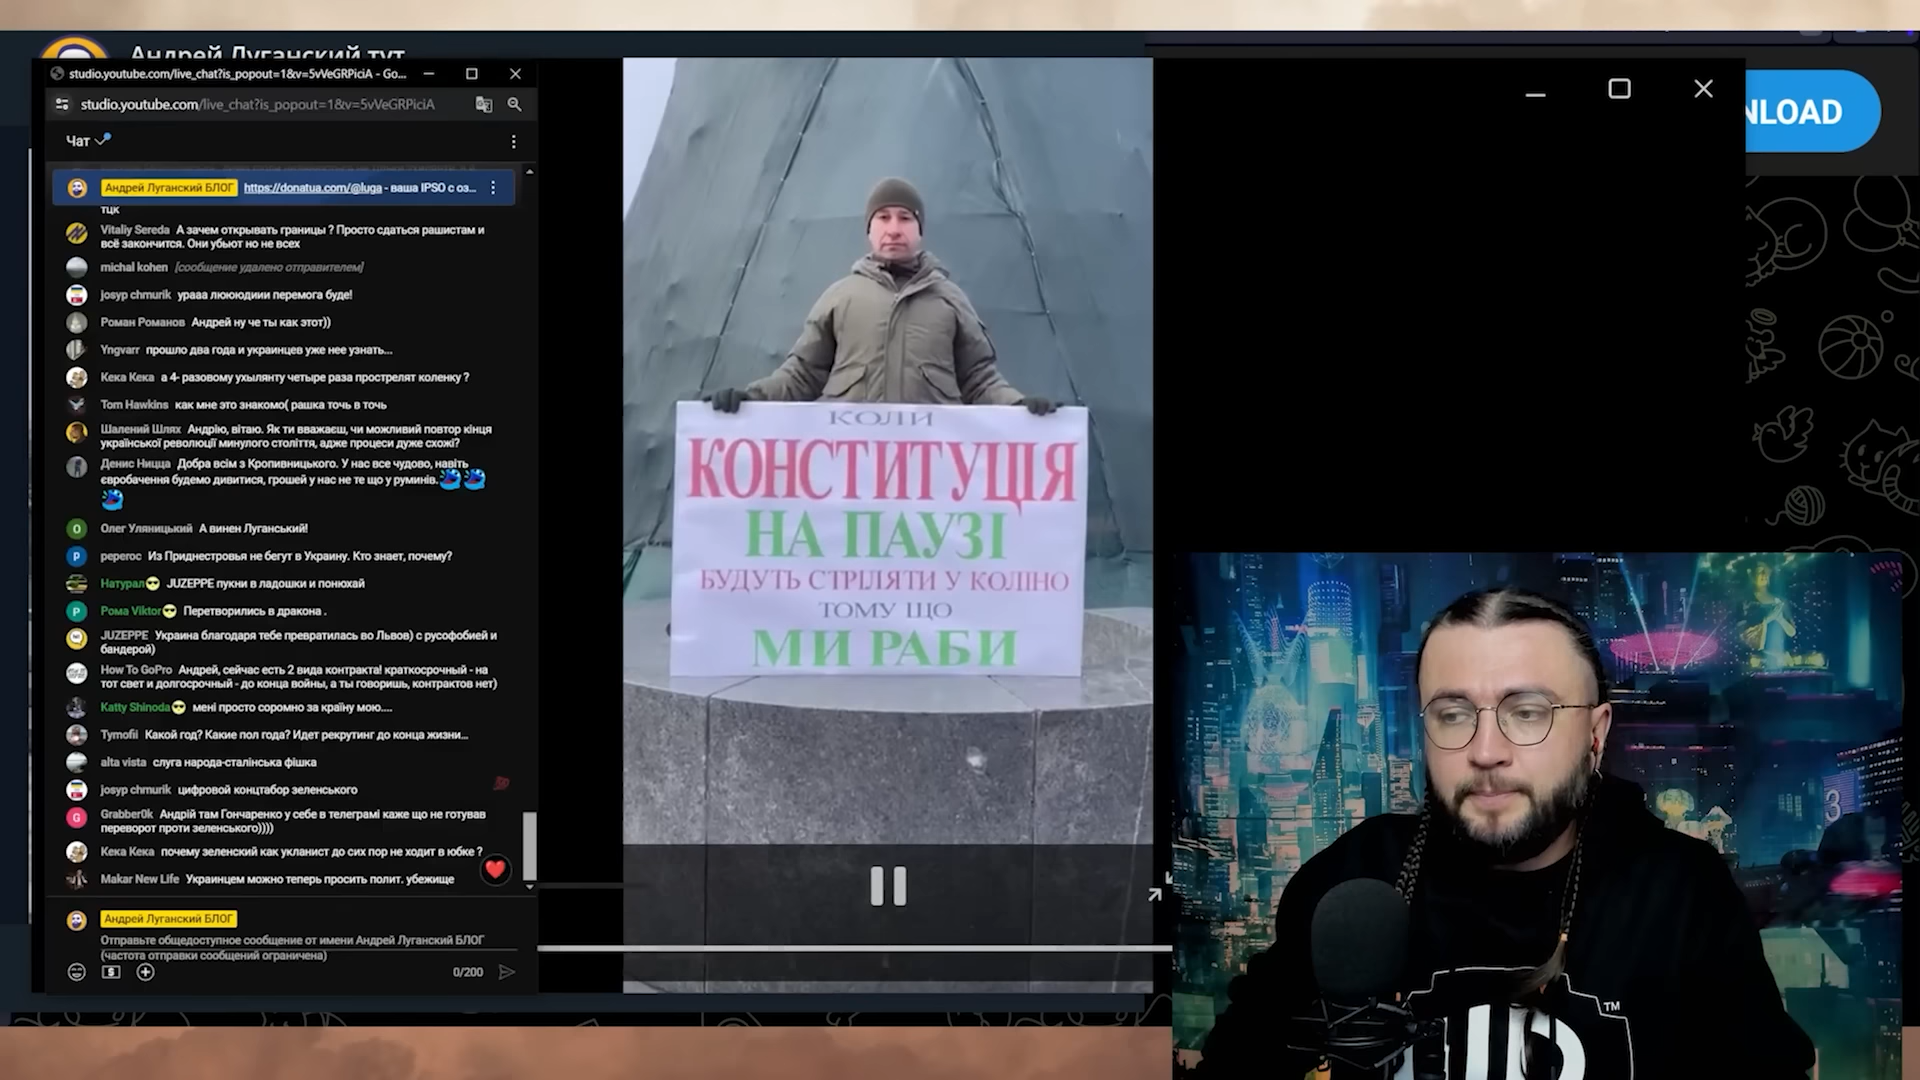 Андрей Луганский тут
studio.youtube.com/live_chat?is_popout=1&v=5vVeGRPiciA - Go...
studio.youtube.com/live_chat?is_popout=1&v=5vVeGRPiciA
Чат
Андрей Луганский БЛОГ https://donatua.com/@luga - ваша IPSO с оз...
тцк
Vitaliy Sereda А зачем открывать границы ? Просто сдаться рашистам и
всё закончится. Они убьют но не всех
michal kohen [сообщение удалено отправителем]
josyp chmurik урааа люююдиии перемога буде!
Роман Романов Андрей ну че ты как этот))
Yngvarr прошло два года и украинцев уже нее узнать...
Кека Кека а 4- разовому ухылянту четыре раза прострелят коленку ?
Tom Hawkins как мне это знакомо( рашка точь в точь
Шалений Шлях Андрію, вітаю. Як ти вважаєш, чи можливий повтор кінця
української революції минулого століття, адже процеси дуже схожі?
Денис Ницца Добра всім з Кропивницького. У нас все чудово, навіть
євробачення будемо дивитися, грошей у нас не те що у руминів.
Олег Уляницький А винен Луганський!
peperoc Из Приднестровья не бегут в Украину. Кто знает, почему?
Натурал JUZEPPE пукни в ладошки и понюхай
Рома Viktor Перетворились в дракона .
JUZEPPE Украина благодаря тебе превратилась во Львов) с русофобией и
бандерой)
How To GoPro Андрей, сейчас есть 2 вида контракта! краткосрочный - на
тот свет и долгосрочный - до конца войны, а ты говоришь, контрактов нет)
Katty Shinoda мені просто соромно за країну мою....
Tymofii Какой год? Какие пол года? Идет рекрутинг до конца жизни...
alta vista слуга народа-сталінська фішка
josyp chmurik цифровой концтабор зеленського
Grabber0k Андрій там Гончаренко у себе в телеграмі каже що не готував
переворот проти зеленського))))
Кека Кека почему зеленский как укланист до сих пор не ходит в юбке ?
Makar New Life Украинцем можно теперь просить полит. убежище
Андрей Луганский БЛОГ
Отправьте общедоступное сообщение от имени Андрей Луганский БЛОГ
(частота отправки сообщений ограничена)
0/200
КОЛИ
КОНСТИТУЦІЯ
НА ПАУЗІ
БУДУТЬ СТРІЛЯТИ У КОЛІНО
ТОМУ ЩО
МИ РАБИ
NLOAD
3
TM